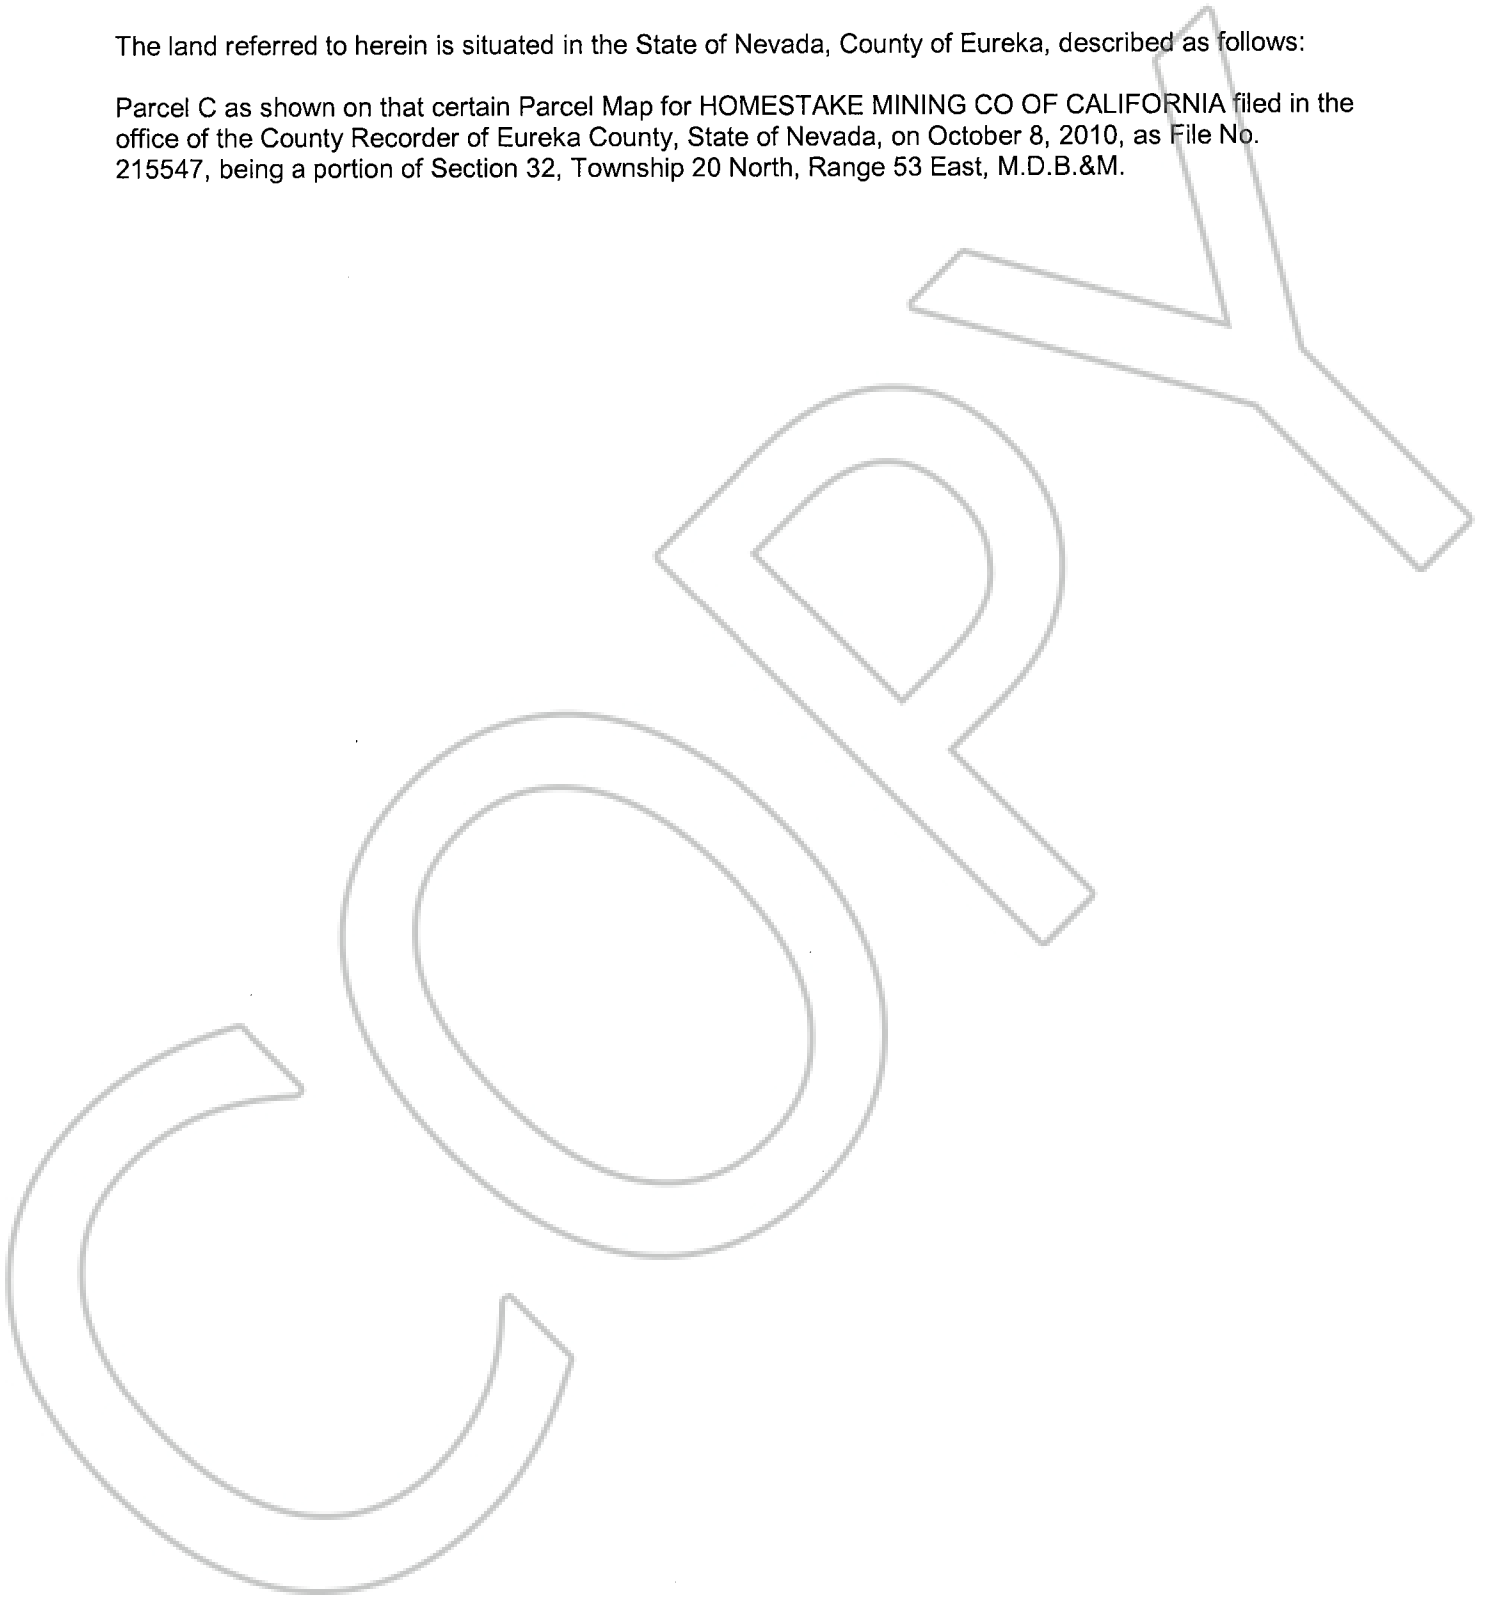 The land referred to herein is situated in the State of Nevada, County of Eureka, described as follows:
Parcel C as shown on that certain Parcel Map for HOMESTAKE MINING CO OF CALIFORNIA filed in the
office of the County Recorder of Eureka County, State of Nevada, on October 8, 2010, as File No.
215547, being a portion of Section 32, Township 20 North, Range 53 East, M.D.B.&M.
COPY